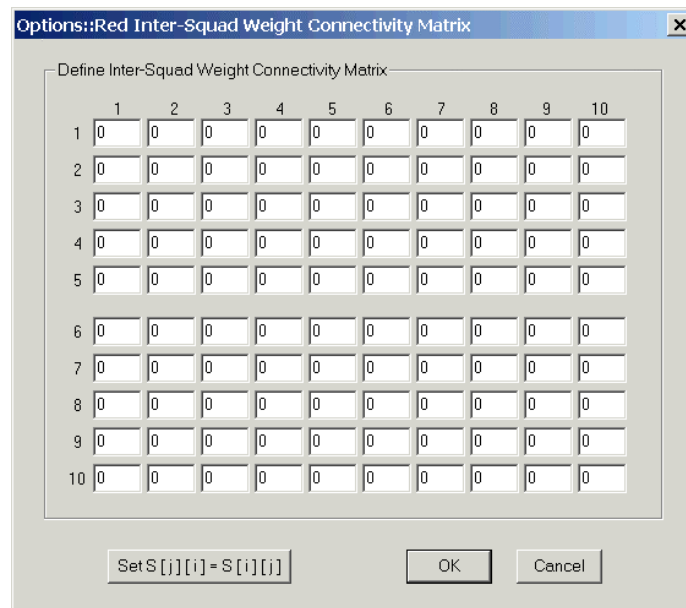 Options::Red Inter-Squad Weight Connectivity Matrix
Define Inter-Squad Weight Connectivity Matrix
1 2 3 4 5 6 7 8 9 10
1 0 0 0 0 0 0 0 0 0 0
2 0 0 0 0 0 0 0 0 0 0
3 0 0 0 0 0 0 0 0 0 0
4 0 0 0 0 0 0 0 0 0 0
5 0 0 0 0 0 0 0 0 0 0
6 0 0 0 0 0 0 0 0 0 0
7 0 0 0 0 0 0 0 0 0 0
8 0 0 0 0 0 0 0 0 0 0
9 0 0 0 0 0 0 0 0 0 0
10 0 0 0 0 0 0 0 0 0 0
Set S [ j ] [ i ] = S [ i ] [ j ] OK Cancel